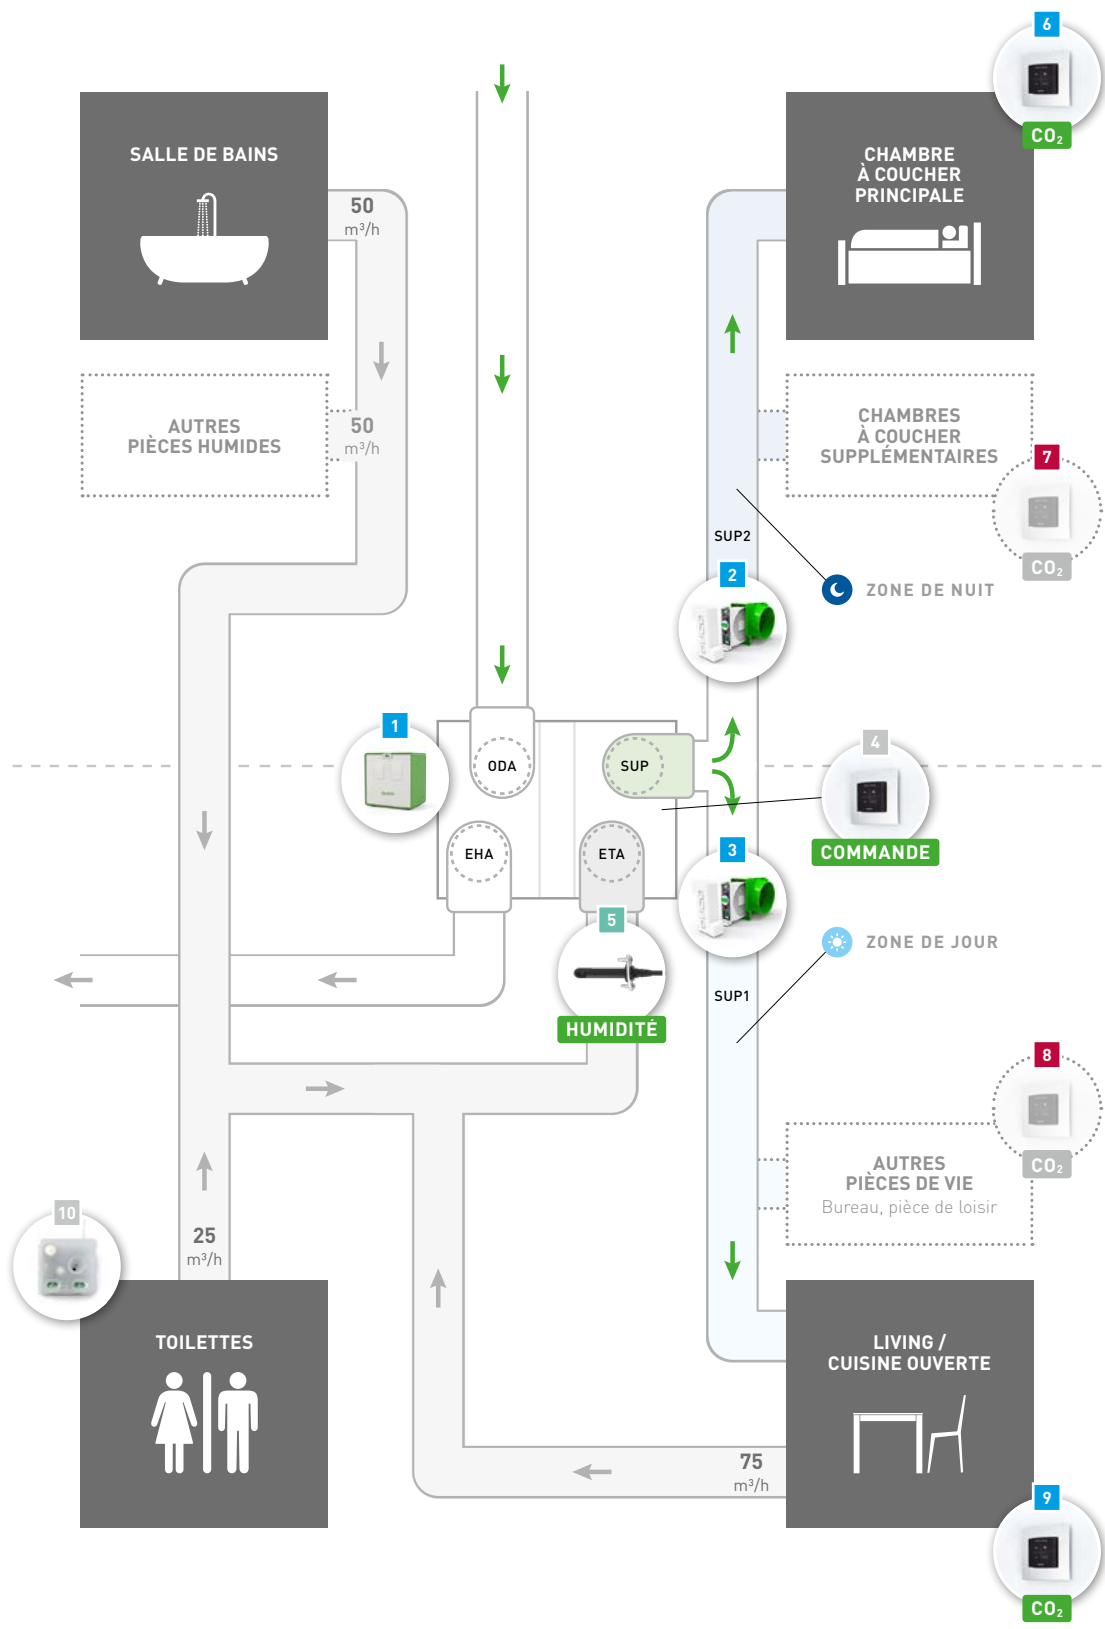 6
CO₂
SALLE DE BAINS
50
m³/h
CHAMBRE
À COUCHER
PRINCIPALE
AUTRES
PIÈCES HUMIDES
50
m³/h
CHAMBRES
À COUCHER
SUPPLÉMENTAIRES
7
CO₂
SUP2
2
ZONE DE NUIT
1
ODA
SUP
4
COMMANDE
EHA
ETA
3
5
HUMIDITÉ
ZONE DE JOUR
SUP1
8
CO₂
AUTRES
PIÈCES DE VIE
Bureau, pièce de loisir
10
25
m³/h
TOILETTES
LIVING /
CUISINE OUVERTE
75
m³/h
9
CO₂